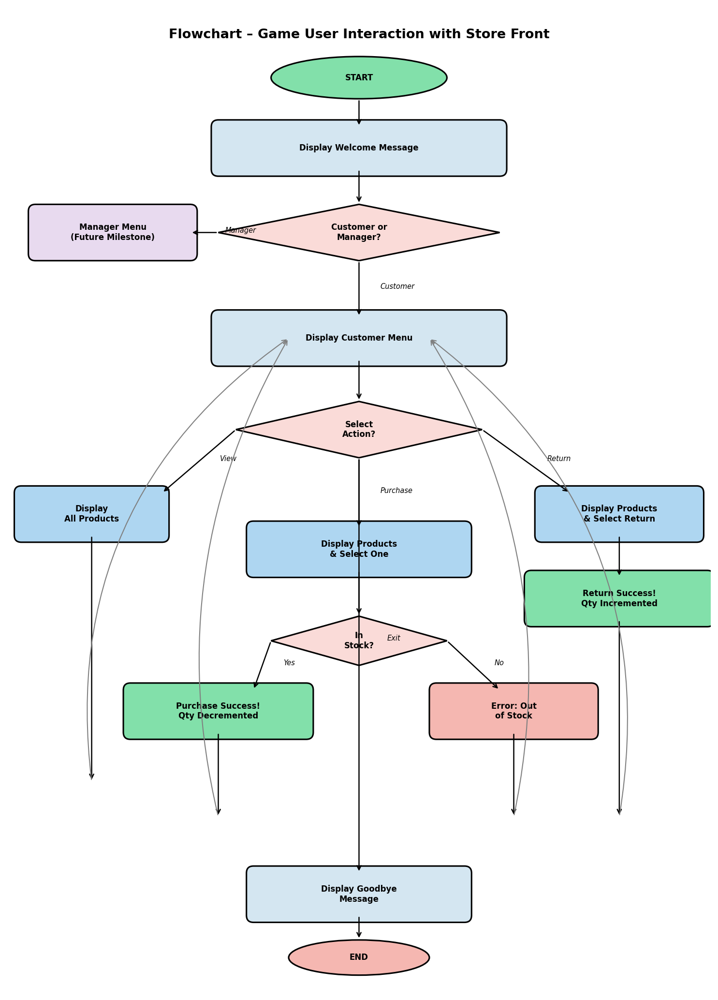 Flowchart – Game User Interaction with Store Front
START
Display Welcome Message
Manager Menu
(Future Milestone)
Manager
Customer or
Manager?
Customer
Display Customer Menu
Select
Action?
View
Return
Purchase
Display
All Products
Display Products
& Select Return
Display Products
& Select One
Return Success!
Qty Incremented
In
Stock?
Exit
Yes
No
Purchase Success!
Qty Decremented
Error: Out
of Stock
Display Goodbye
Message
END